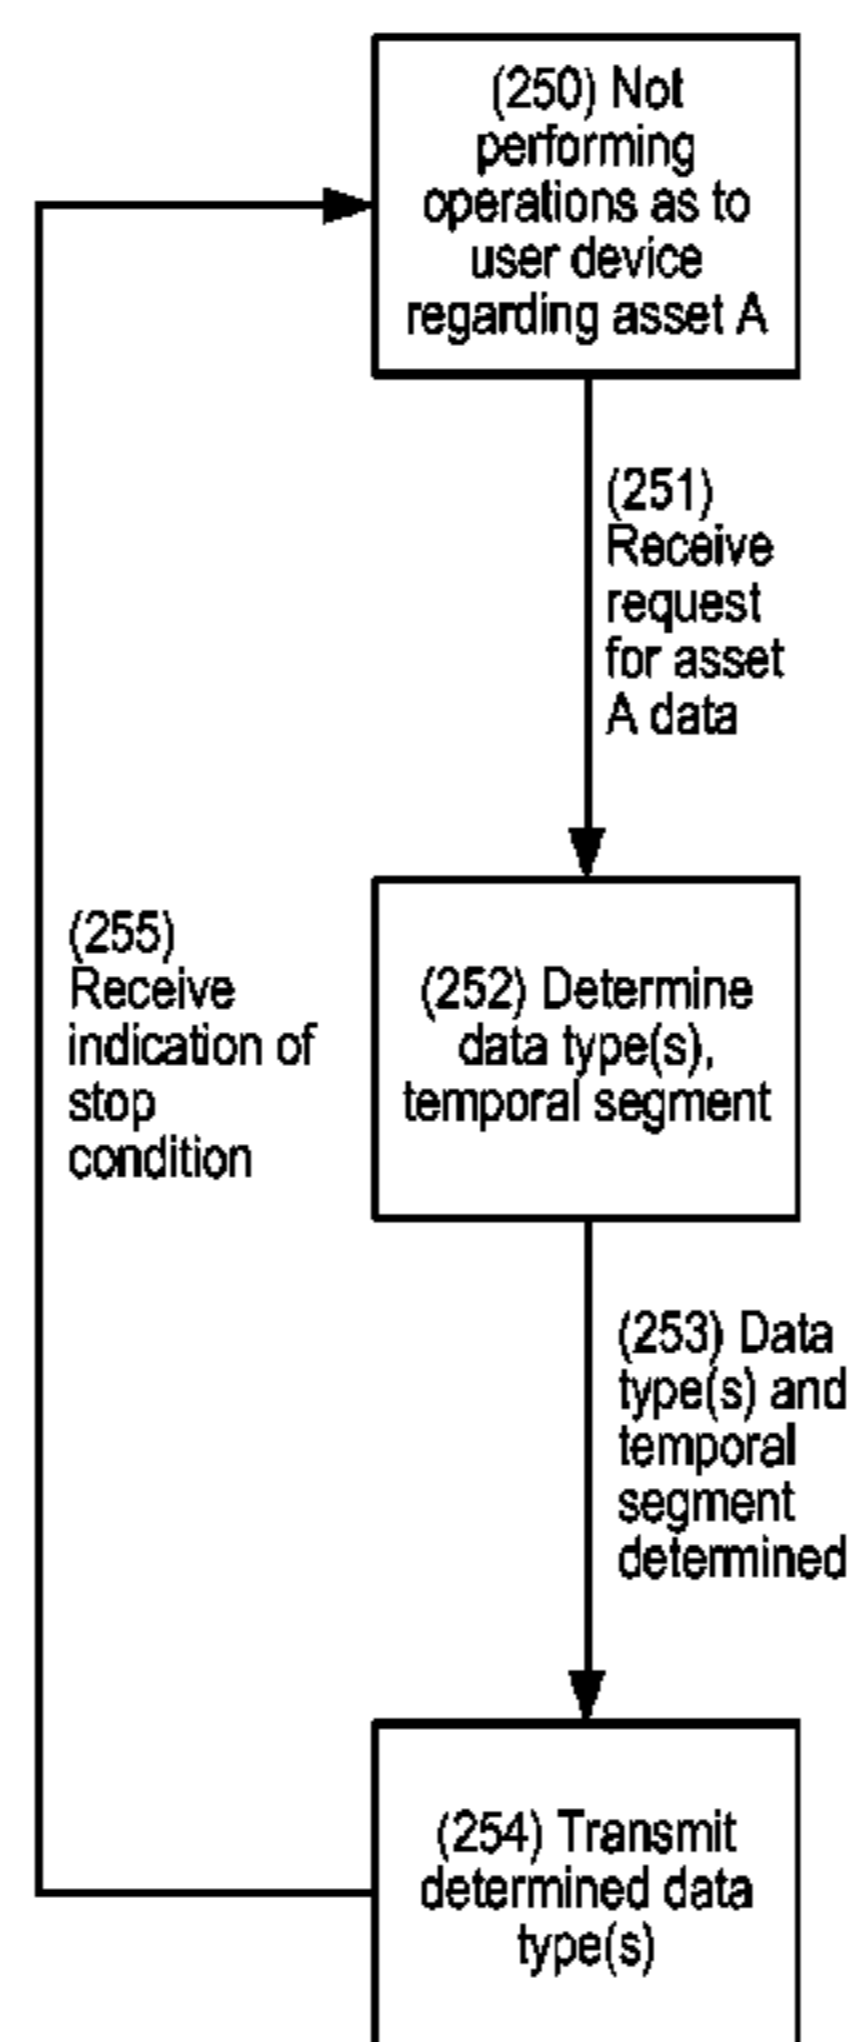 (250) Not
performing
operations as to
user device
regarding asset A
(251)
Receive
request
for asset
A data
(255)
Receive
indication of
stop
condition
(252) Determine
data type(s),
temporal segment
(253) Data
type(s) and
temporal
segment
determined
(254) Transmit
determined data
type(s)